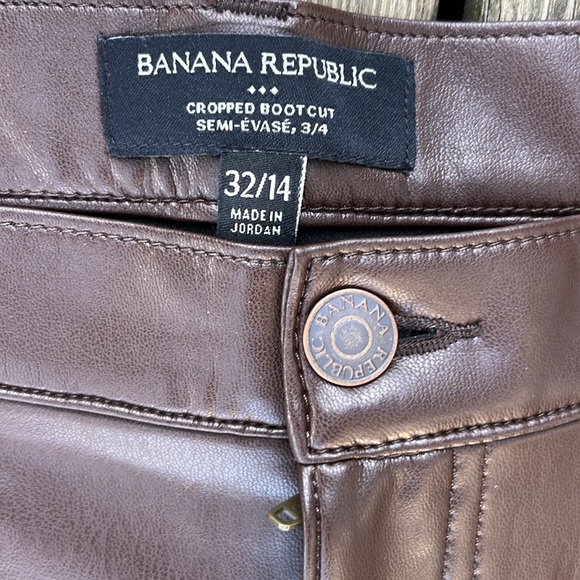 BANANA REPUBLIC
CROPPED BOOTCUT
SEMI-ÉVASÉ, 3/4
32/14
MADE IN
JORDAN
BANANA REPUBLIC